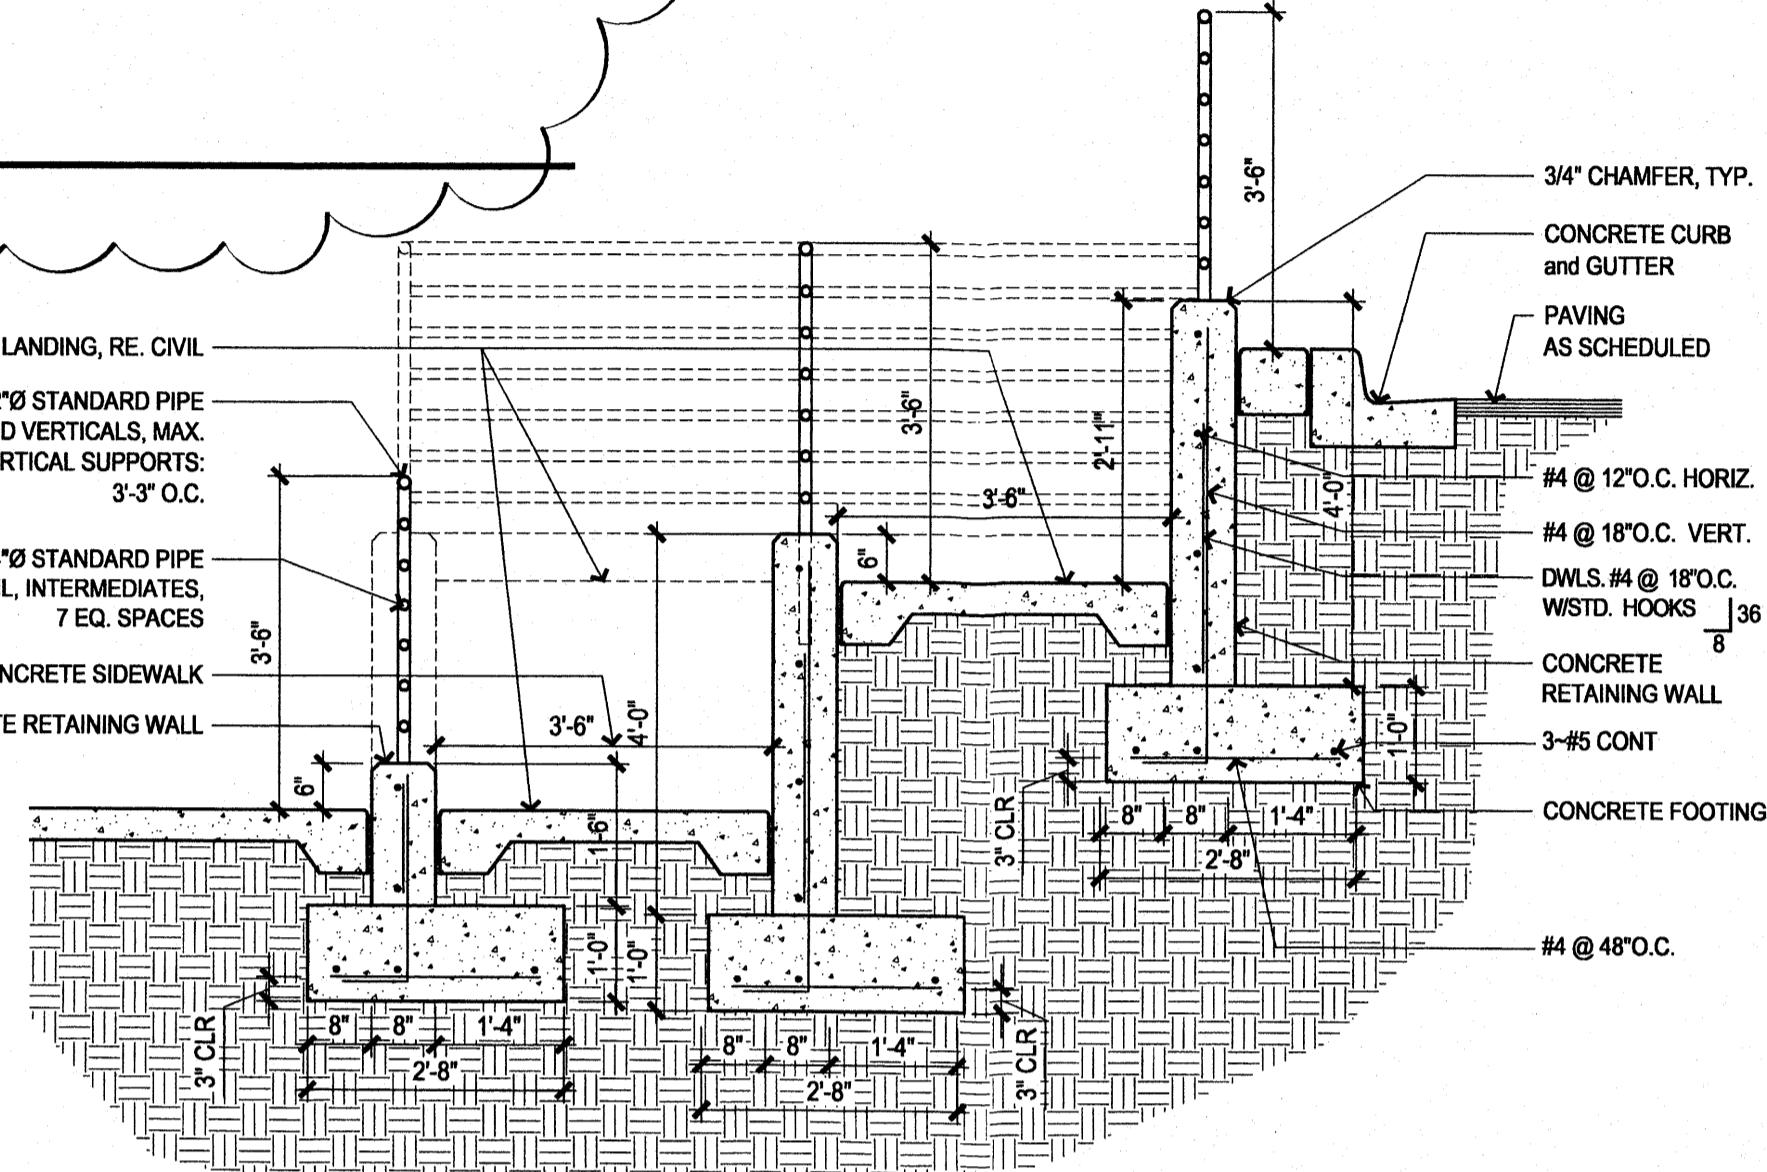 LANDING, RE. CIVIL
"Ø STANDARD PIPE
D VERTICALS, MAX.
RTICAL SUPPORTS:
3'-3" O.C.
"Ø STANDARD PIPE
L, INTERMEDIATES,
7 EQ. SPACES
NCRETE SIDEWALK
TE RETAINING WALL
3/4" CHAMFER, TYP.
CONCRETE CURB
and GUTTER
PAVING
AS SCHEDULED
#4 @ 12"O.C. HORIZ.
#4 @ 18"O.C. VERT.
DWLS. #4 @ 18"O.C.
W/STD. HOOKS
36
8
CONCRETE
RETAINING WALL
3~#5 CONT
CONCRETE FOOTING
#4 @ 48"O.C.
3'-6"
3'-6"
2'-11"
3'-6"
4'-0"
6"
3'-6"
3'-6"
4'-0"
6"
1'-6"
1'-0"
1'-0"
1'-0"
3" CLR
8"
8"
1'-4"
2'-8"
3" CLR
8"
8"
1'-4"
2'-8"
3" CLR
8"
8"
1'-4"
2'-8"